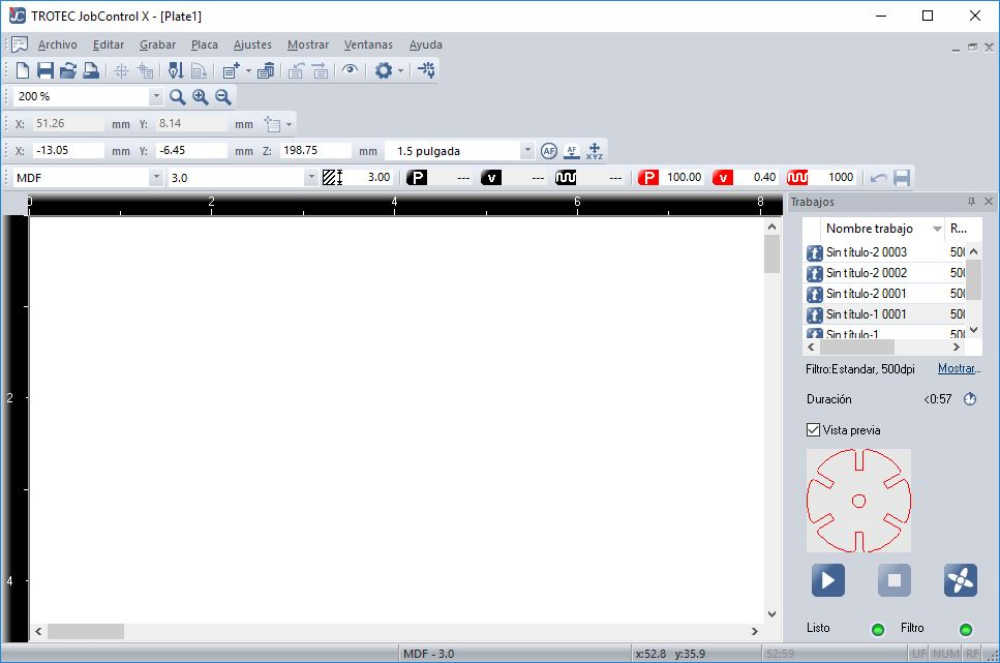 TROTEC JobControl X - [Plate1]
Archivo Editar Grabar Placa Ajustes Mostrar Ventanas Ayuda
200 %
X: 51.26 mm Y: 8.14 mm
X: -13.05 mm Y: -6.45 mm Z: 198.75 mm 1.5 pulgada AF AF XYZ
MDF 3.0 3.00 P --- v --- --- P 100.00 v 0.40 1000
0 2 4 6 8
Trabajos
Nombre trabajo R...
Sin título-2 0003 500
Sin título-2 0002 500
Sin título-2 0001 500
Sin título-1 0001 500
Sin título-1 500
2
Filtro:Estandar, 500dpi Mostrar...
Duración <0:57
Vista previa
4
Listo Filtro
MDF - 3.0 x:52.8 y:35.9 52:59 UF NUM RF